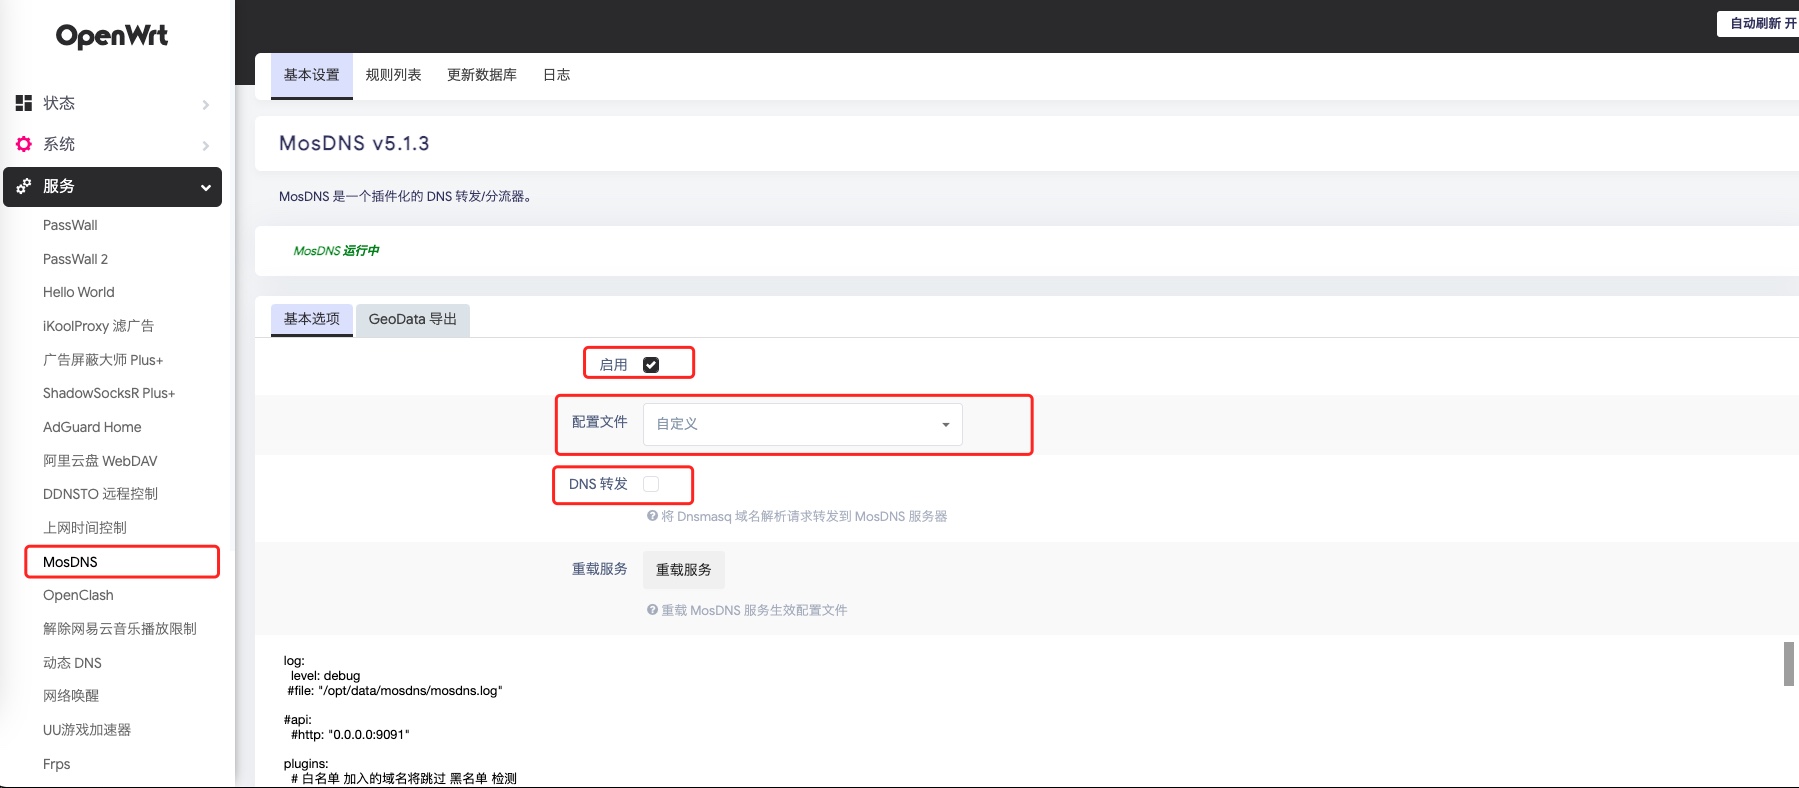 OpenWrt
自动刷新 开
状态
系统
服务
PassWall
PassWall 2
Hello World
iKoolProxy 滤广告
广告屏蔽大师 Plus+
ShadowSocksR Plus+
AdGuard Home
阿里云盘 WebDAV
DDNSTO 远程控制
上网时间控制
MosDNS
OpenClash
解除网易云音乐播放限制
动态 DNS
网络唤醒
UU游戏加速器
Frps
基本设置 规则列表 更新数据库 日志
MosDNS v5.1.3
MosDNS 是一个插件化的 DNS 转发/分流器。
MosDNS 运行中
基本选项 GeoData 导出
启用
配置文件 自定义
DNS 转发
将 Dnsmasq 域名解析请求转发到 MosDNS 服务器
重载服务 重载服务
重载 MosDNS 服务生效配置文件
log:
level: debug
#file: "/opt/data/mosdns/mosdns.log"
#api:
#http: "0.0.0.0:9091"
plugins:
# 白名单 加入的域名将跳过 黑名单 检测